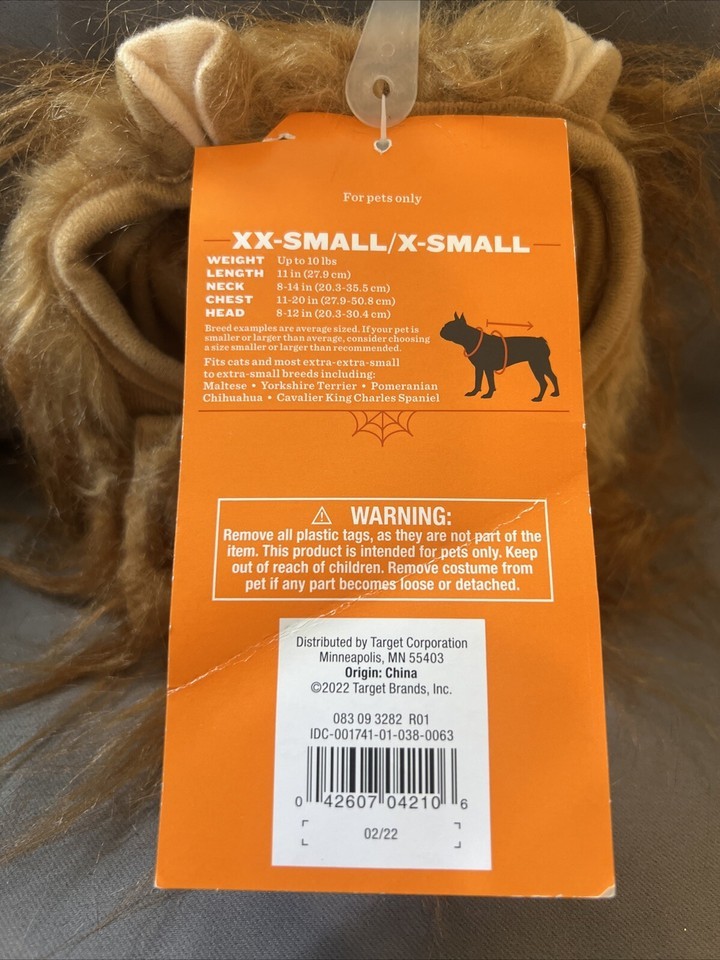 For pets only
XX-SMALL/X-SMALL
WEIGHT Up to 10 lbs
LENGTH 11 in (27.9 cm)
NECK 8-14 in (20.3-35.5 cm)
CHEST 11-20 in (27.9-50.8 cm)
HEAD 8-12 in (20.3-30.4 cm)
Breed examples are average sized. If your pet is
smaller or larger than average, consider choosing
a size smaller or larger than recommended.
Fits cats and most extra-extra-small
to extra-small breeds including:
Maltese • Yorkshire Terrier • Pomeranian
Chihuahua • Cavalier King Charles Spaniel
⚠ WARNING:
Remove all plastic tags, as they are not part of the
item. This product is intended for pets only. Keep
out of reach of children. Remove costume from
pet if any part becomes loose or detached.
Distributed by Target Corporation
Minneapolis, MN 55403
Origin: China
©2022 Target Brands, Inc.
083 09 3282 R01
IDC-001741-01-038-0063
0 42607 04210 6
02/22